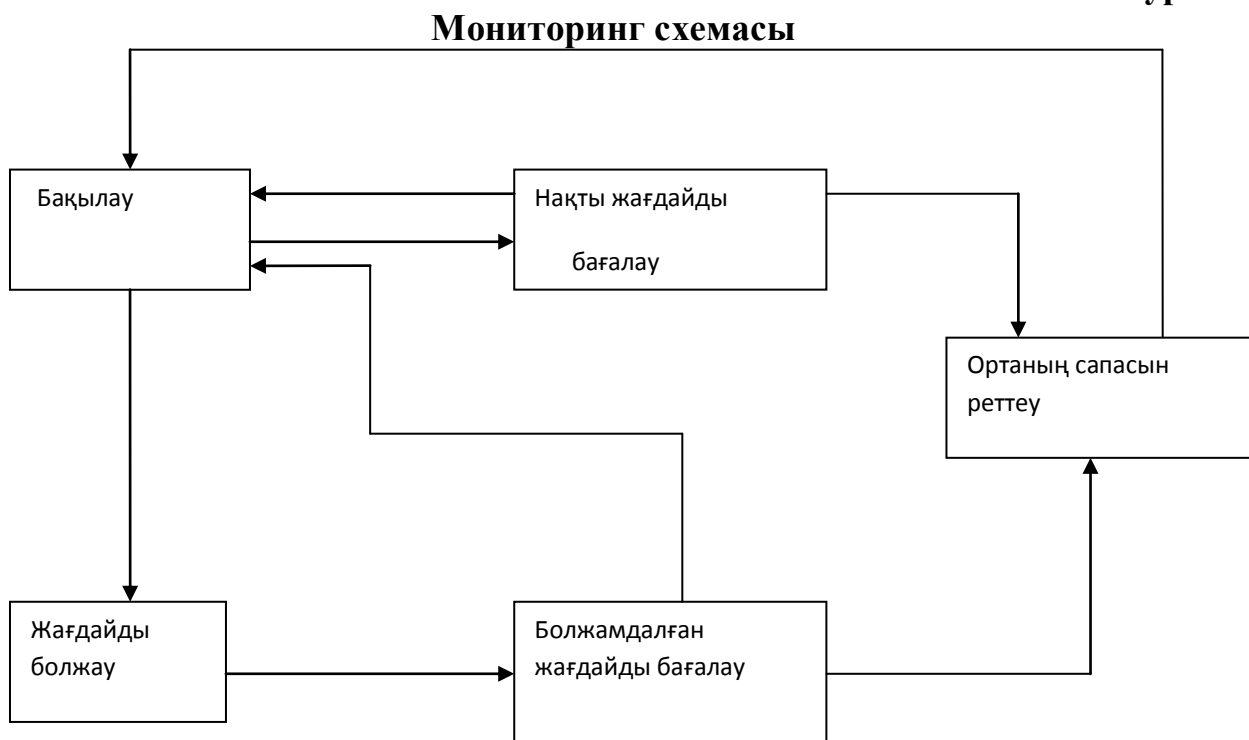 Мониторинг схемасы
Бақылау
Нақты жағдайды
бағалау
Ортаның сапасын
реттеу
Жағдайды
болжау
Болжамдалған
жағдайды бағалау